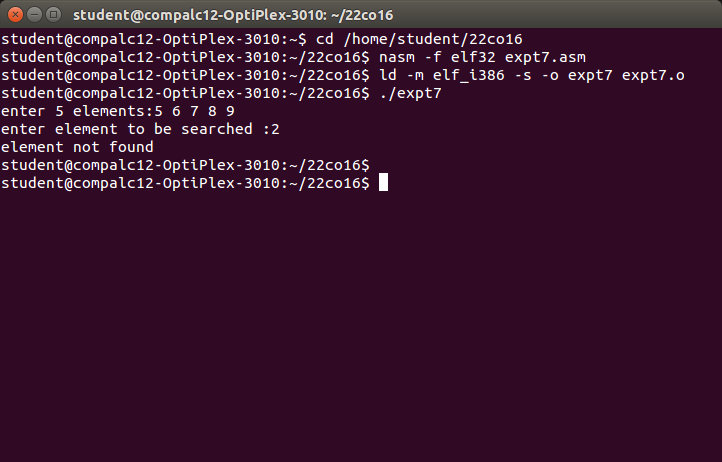 student@compalc12-OptiPlex-3010: ~/22co16
student@compalc12-OptiPlex-3010:~$ cd /home/student/22co16
student@compalc12-OptiPlex-3010:~/22co16$ nasm -f elf32 expt7.asm
student@compalc12-OptiPlex-3010:~/22co16$ ld -m elf_i386 -s -o expt7 expt7.o
student@compalc12-OptiPlex-3010:~/22co16$ ./expt7
enter 5 elements:5 6 7 8 9
enter element to be searched :2
element not found
student@compalc12-OptiPlex-3010:~/22co16$
student@compalc12-OptiPlex-3010:~/22co16$